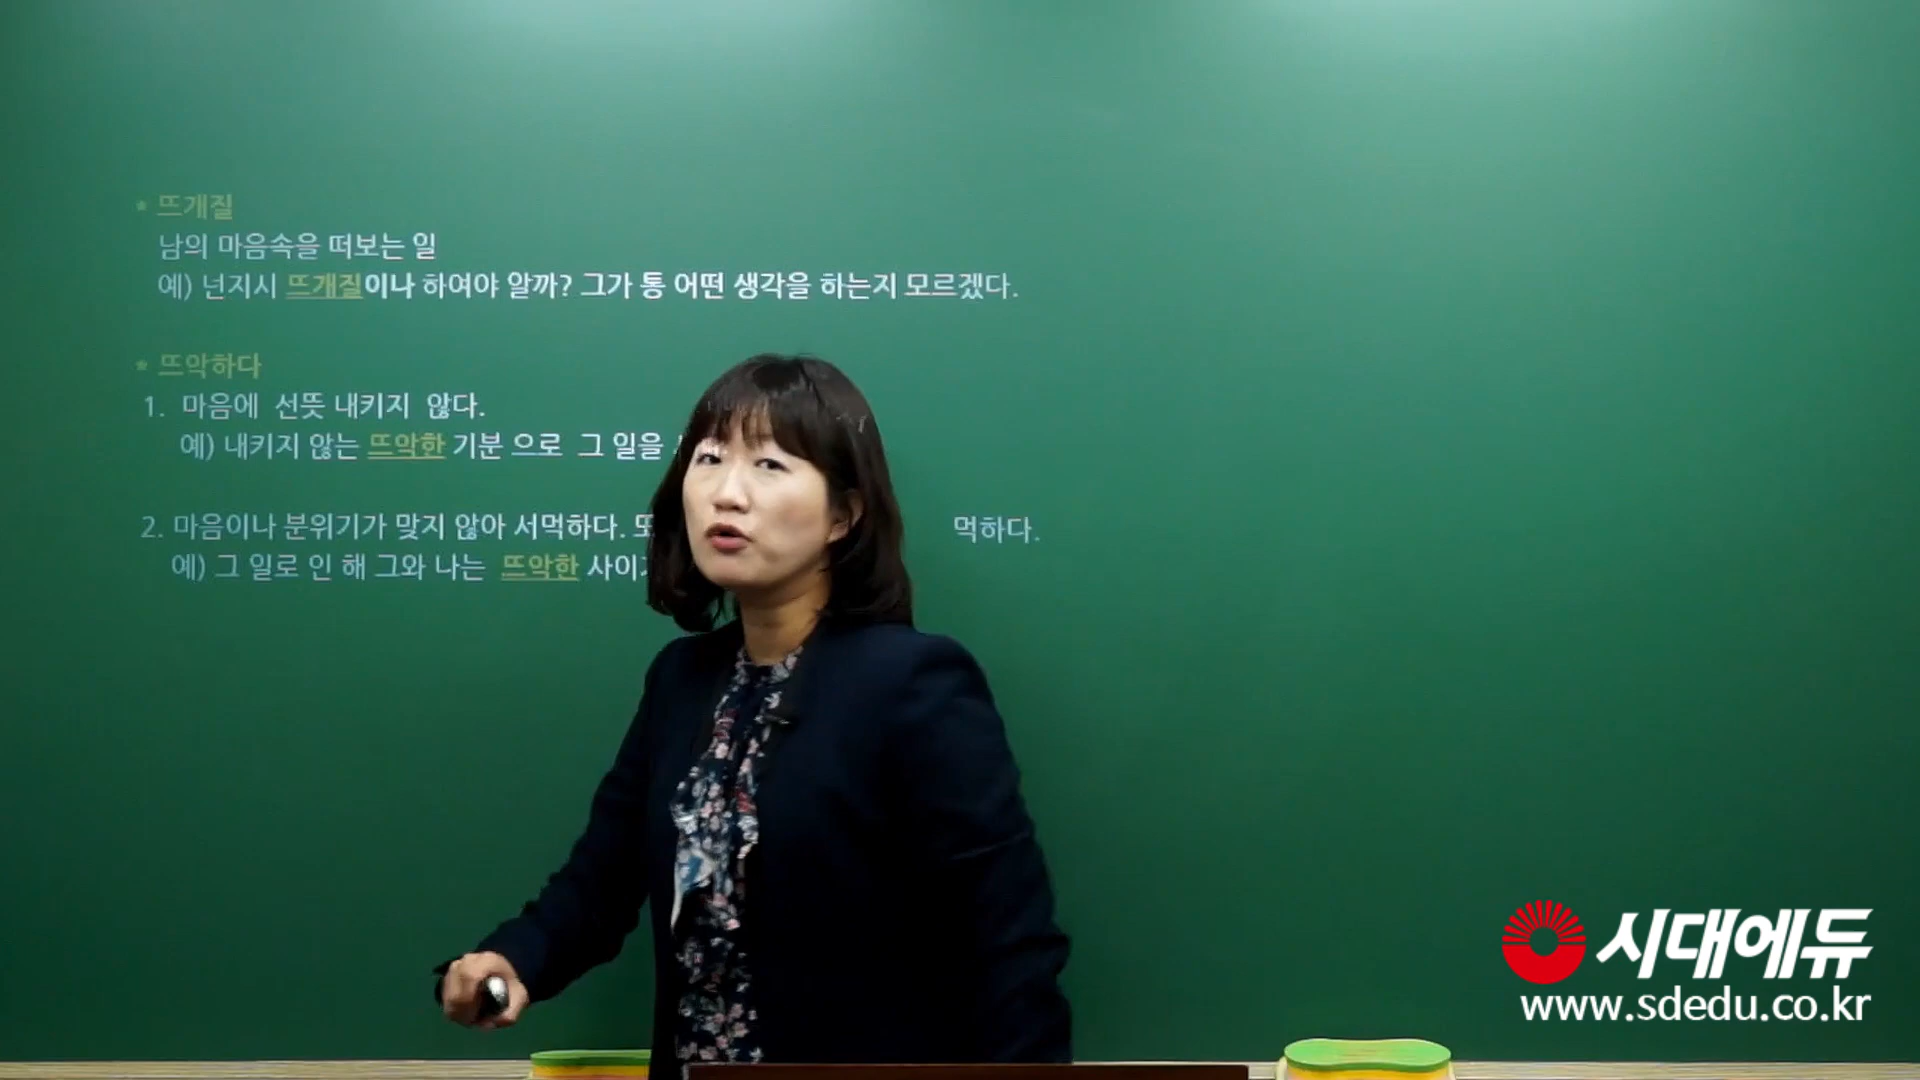 * 뜨개질
남의 마음속을 떠보는 일
예) 넌지시 뜨개질이나 하여야 알까? 그가 통 어떤 생각을 하는지 모르겠다.
* 뜨악하다
1. 마음에 선뜻 내키지 않다.
예) 내키지 않는 뜨악한 기분 으로 그 일을
2. 마음이나 분위기가 맞지 않아 서먹하다. 먹하다.
예) 그 일로 인 해 그와 나는 뜨악한 사이
시대에듀
www.sdedu.co.kr